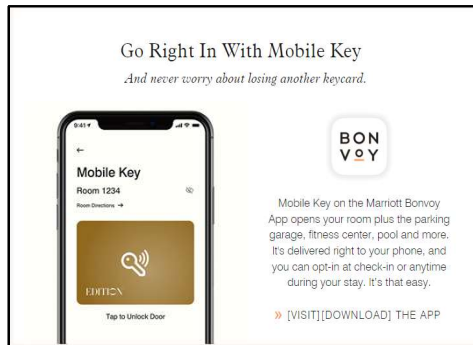 Go Right In With Mobile Key
And never worry about losing another keycard.
9:41
Mobile Key
Room 1234
Room Directions →
EDITION
Tap to Unlock Door
BON
VOY
Mobile Key on the Marriott Bonvoy
App opens your room plus the parking
garage, fitness center, pool and more.
It's delivered right to your phone, and
you can opt-in at check-in or anytime
during your stay. It's that easy.
» [VISIT][DOWNLOAD] THE APP